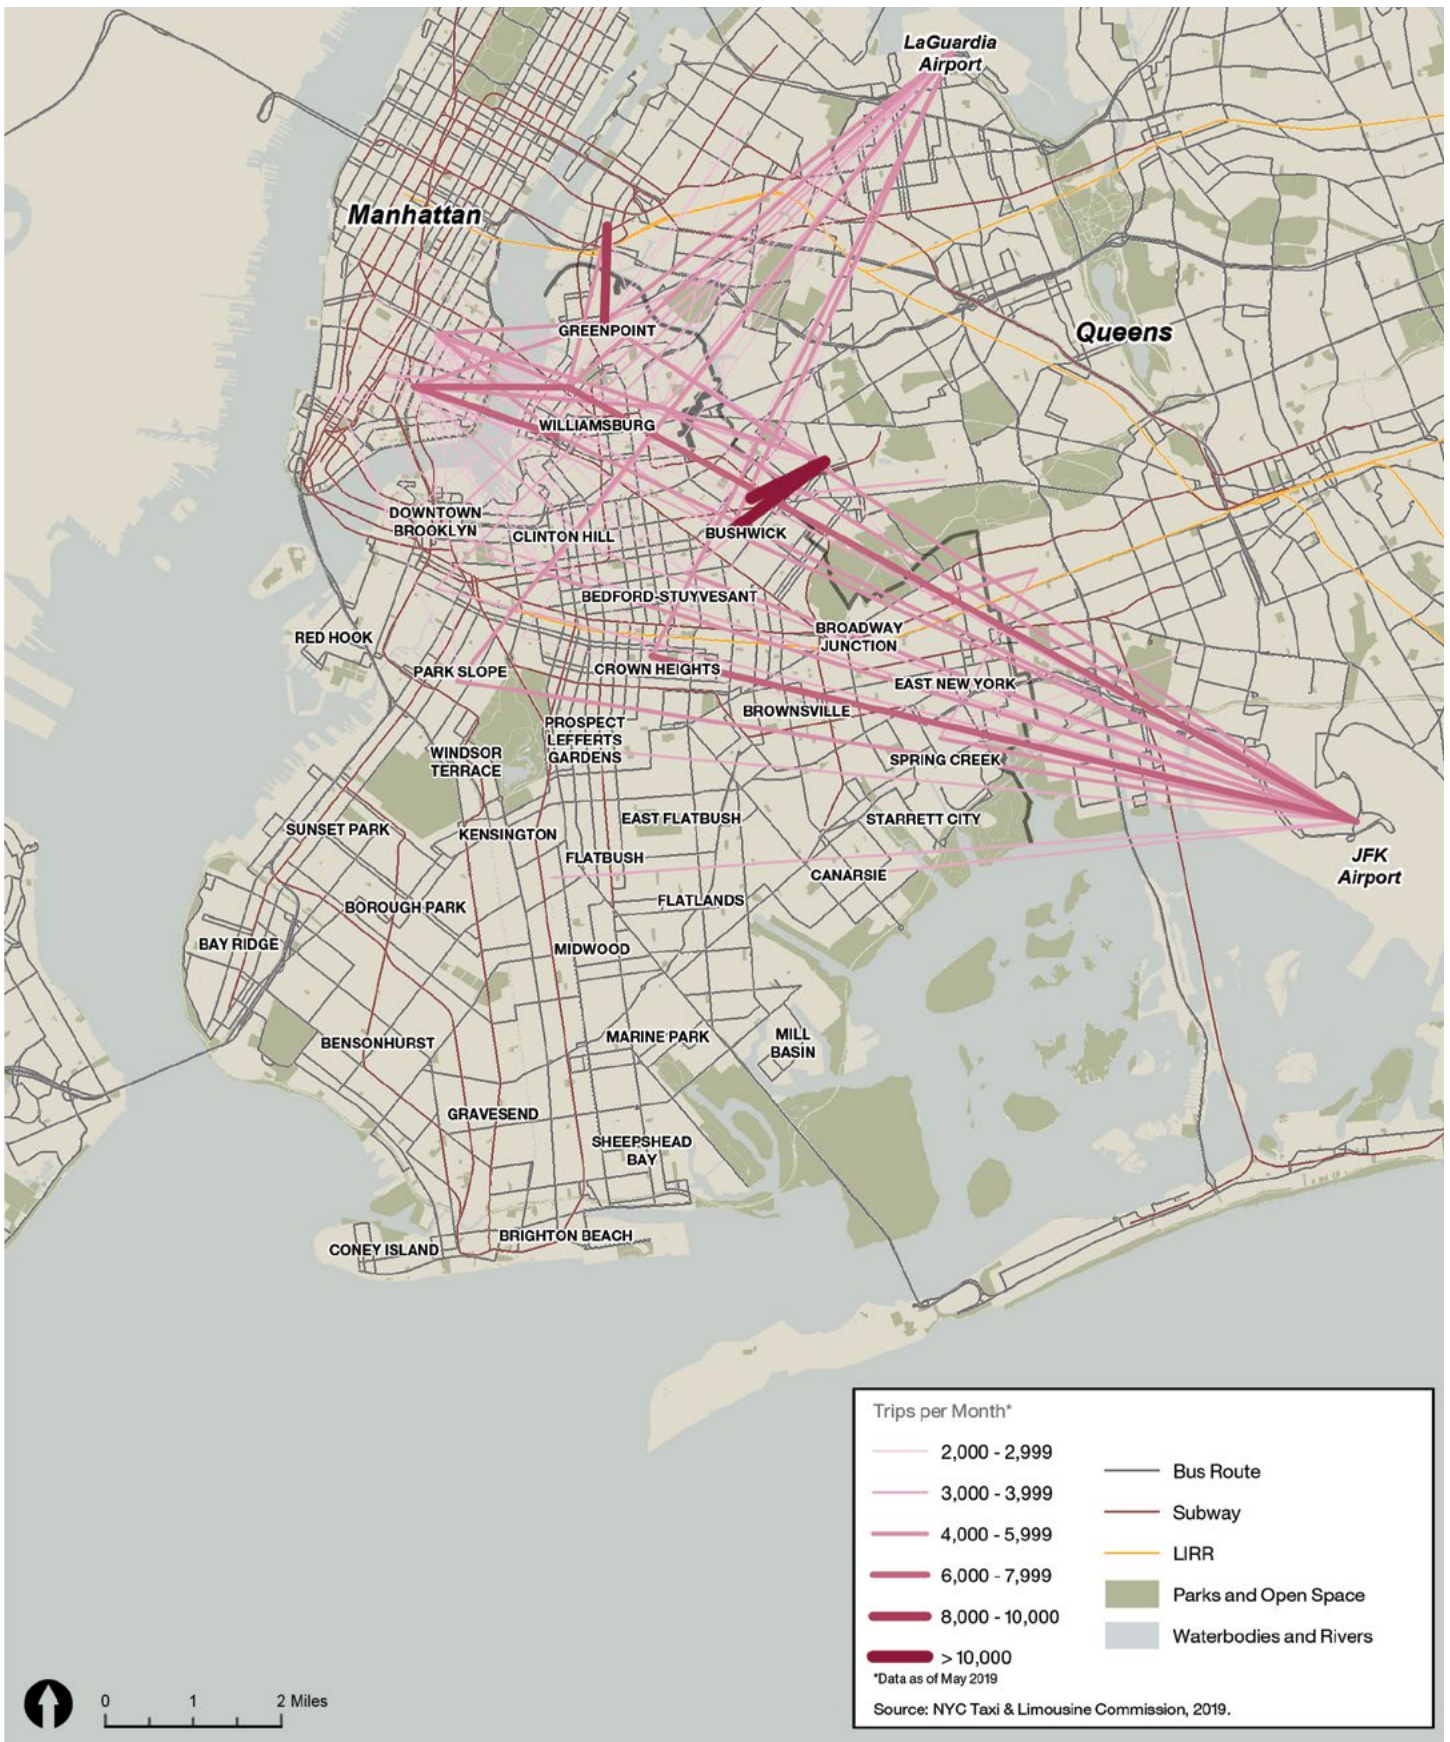 LaGuardia
Airport
Manhattan
Queens
GREENPOINT
WILLIAMSBURG
DOWNTOWN
BROOKLYN
CLINTON HILL
BUSHWICK
BEDFORD-STUYVESANT
BROADWAY
JUNCTION
RED HOOK
PARK SLOPE
CROWN HEIGHTS
EAST NEW YORK
BROWNSVILLE
PROSPECT
LEFFERTS
GARDENS
WINDSOR
TERRACE
SPRING CREEK
SUNSET PARK
KENSINGTON
EAST FLATBUSH
STARRETT CITY
FLATBUSH
CANARSIE
JFK
Airport
BOROUGH PARK
FLATLANDS
BAY RIDGE
MIDWOOD
BENSONHURST
MARINE PARK
MILL
BASIN
GRAVESEND
SHEEPSHEAD
BAY
CONEY ISLAND
BRIGHTON BEACH
Trips per Month*
2,000 - 2,999
3,000 - 3,999
4,000 - 5,999
6,000 - 7,999
8,000 - 10,000
> 10,000
Bus Route
Subway
LIRR
Parks and Open Space
Waterbodies and Rivers
*Data as of May 2019
Source: NYC Taxi & Limousine Commission, 2019.
0 1 2 Miles